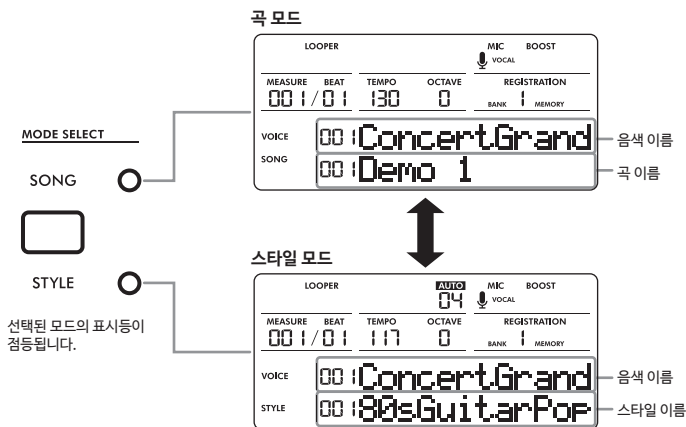 곡 모드
LOOPER MIC BOOST
VOCAL
MEASURE BEAT TEMPO OCTAVE REGISTRATION
001/01 130 0 BANK 1 MEMORY
VOICE 001 ConcertGrand 음색 이름
SONG 001 Demo 1 곡 이름
MODE SELECT
SONG
STYLE
선택된 모드의 표시등이
점등됩니다.
스타일 모드
LOOPER AUTO MIC BOOST
04 VOCAL
MEASURE BEAT TEMPO OCTAVE REGISTRATION
001/01 117 0 BANK 1 MEMORY
VOICE 001 ConcertGrand 음색 이름
STYLE 001 80sGuitarPop 스타일 이름